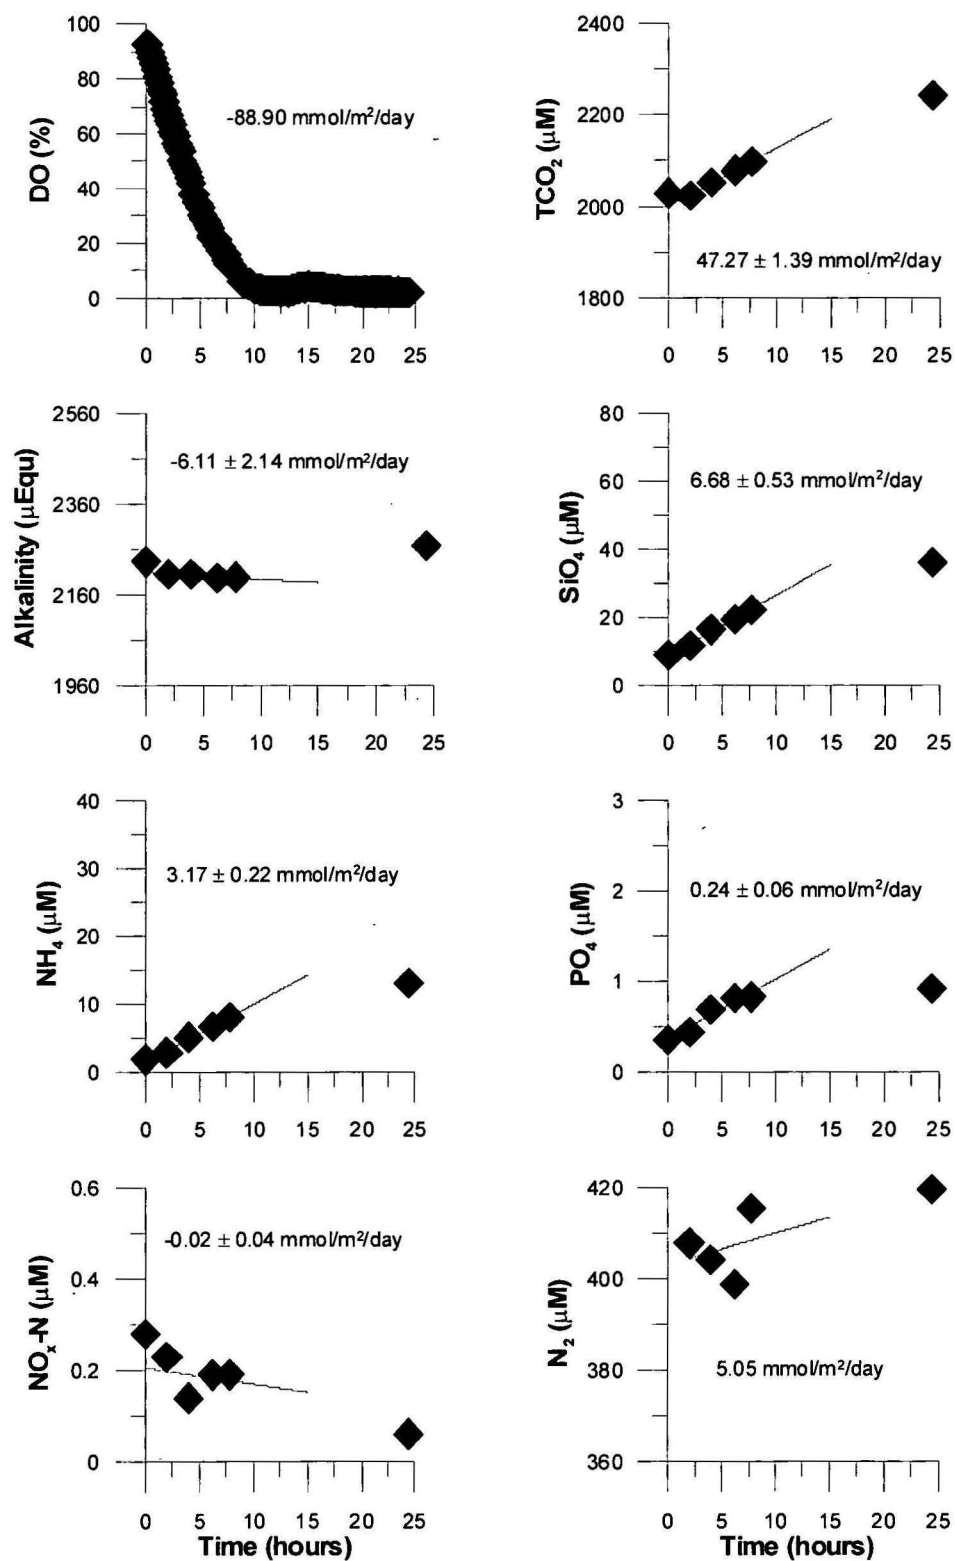 DO (%)
100
80
60
40
20
0
-88.90 mmol/m²/day
0 5 10 15 20 25
TCO₂ (μM)
2400
2200
2000
1800
47.27 ± 1.39 mmol/m²/day
0 5 10 15 20 25
Alkalinity (μEqu)
2560
2360
2160
1960
-6.11 ± 2.14 mmol/m²/day
0 5 10 15 20 25
SiO₄ (μM)
80
60
40
20
0
6.68 ± 0.53 mmol/m²/day
0 5 10 15 20 25
NH₄ (μM)
40
30
20
10
0
3.17 ± 0.22 mmol/m²/day
0 5 10 15 20 25
PO₄ (μM)
3
2
1
0
0.24 ± 0.06 mmol/m²/day
0 5 10 15 20 25
NOₓ-N (μM)
0.6
0.4
0.2
0
-0.02 ± 0.04 mmol/m²/day
0 5 10 15 20 25
Time (hours)
N₂ (μM)
420
400
380
360
5.05 mmol/m²/day
0 5 10 15 20 25
Time (hours)